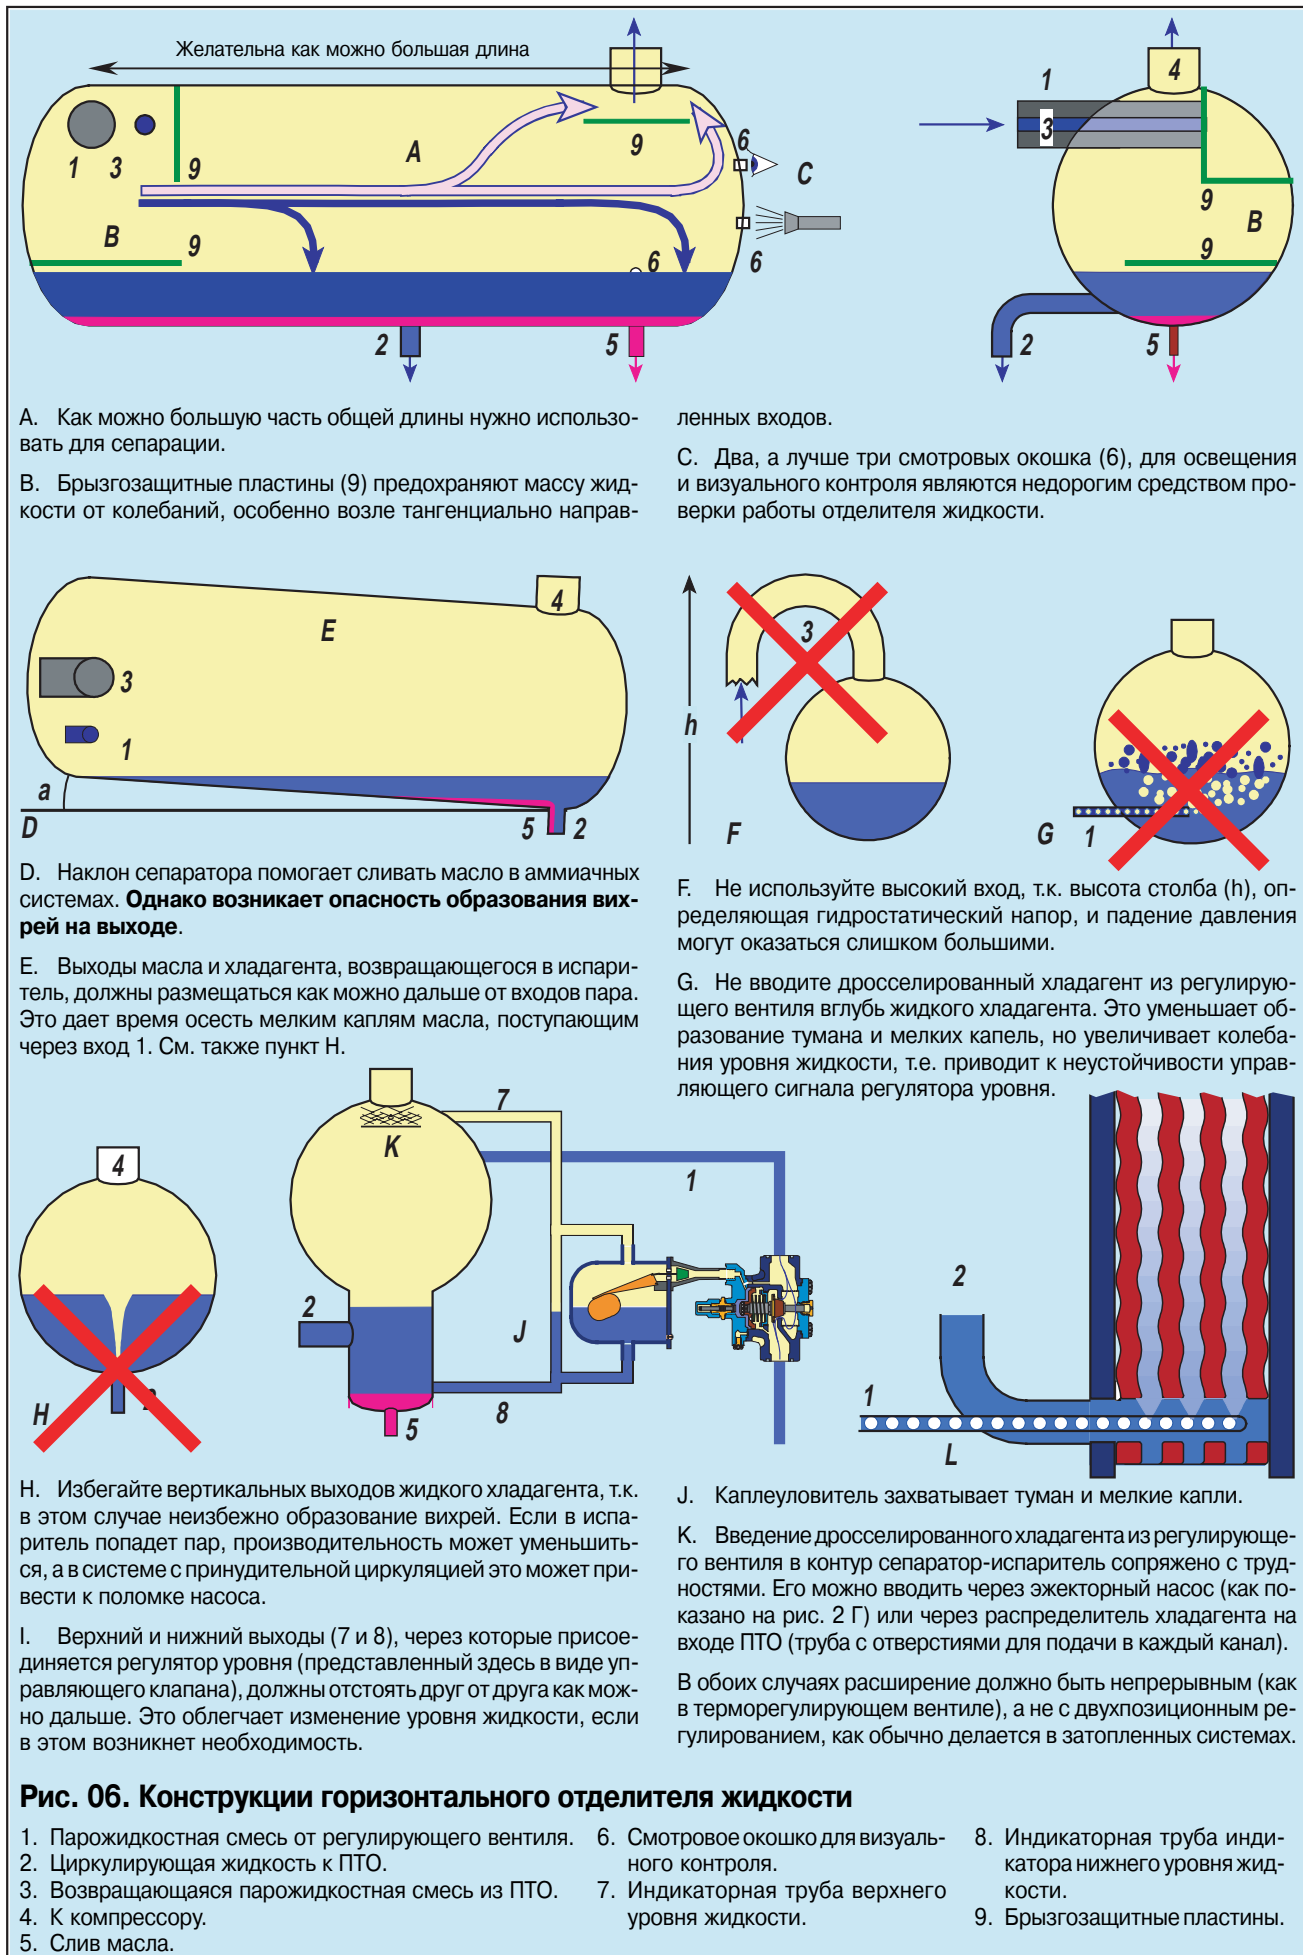 Желательна как можно большая длина
1 3 9 A 9 6 C
B 9 6 6
2 5
1 4
3
9
B
9
2 5
A. Как можно большую часть общей длины нужно использо-
вать для сепарации.
B. Брызгозащитные пластины (9) предохраняют массу жид-
кости от колебаний, особенно возле тангенциально направ-
ленных входов.
C. Два, а лучше три смотровых окошка (6), для освещения
и визуального контроля являются недорогим средством про-
верки работы отделителя жидкости.
4
E
3
1
a
D 5 2
3
h
F
G 1
D. Наклон сепаратора помогает сливать масло в аммиачных
системах. Однако возникает опасность образования вих-
рей на выходе.
E. Выходы масла и хладагента, возвращающегося в испари-
тель, должны размещаться как можно дальше от входов пара.
Это дает время осесть мелким каплям масла, поступающим
через вход 1. См. также пункт H.
F. Не используйте высокий вход, т.к. высота столба (h), оп-
ределяющая гидростатический напор, и падение давления
могут оказаться слишком большими.
G. Не вводите дросселированный хладагент из регулирую-
щего вентиля вглубь жидкого хладагента. Это уменьшает об-
разование тумана и мелких капель, но увеличивает колеба-
ния уровня жидкости, т.е. приводит к неустойчивости управ-
ляющего сигнала регулятора уровня.
4
H 2
7
K
1
2
J
8
5
2
1
L
H. Избегайте вертикальных выходов жидкого хладагента, т.к.
в этом случае неизбежно образование вихрей. Если в испа-
ритель попадет пар, производительность может уменьшить-
ся, а в системе с принудительной циркуляцией это может при-
вести к поломке насоса.
I. Верхний и нижний выходы (7 и 8), через которые присое-
диняется регулятор уровня (представленный здесь в виде уп-
равляющего клапана), должны отстоять друг от друга как мож-
но дальше. Это облегчает изменение уровня жидкости, если
в этом возникнет необходимость.
J. Каплеуловитель захватывает туман и мелкие капли.
K. Введение дросселированного хладагента из регулирующе-
го вентиля в контур сепаратор-испаритель сопряжено с труд-
ностями. Его можно вводить через эжекторный насос (как по-
казано на рис. 2 Г) или через распределитель хладагента на
входе ПТО (труба с отверстиями для подачи в каждый канал).
В обоих случаях расширение должно быть непрерывным (как
в терморегулирующем вентиле), а не с двухпозиционным ре-
гулированием, как обычно делается в затопленных системах.
Рис. 06. Конструкции горизонтального отделителя жидкости
1. Парожидкостная смесь от регулирующего вентиля.
2. Циркулирующая жидкость к ПТО.
3. Возвращающаяся парожидкостная смесь из ПТО.
4. К компрессору.
5. Слив масла.
6. Смотровое окошко для визуаль-
ного контроля.
7. Индикаторная труба верхнего
уровня жидкости.
8. Индикаторная труба инди-
катора нижнего уровня жид-
кости.
9. Брызгозащитные пластины.